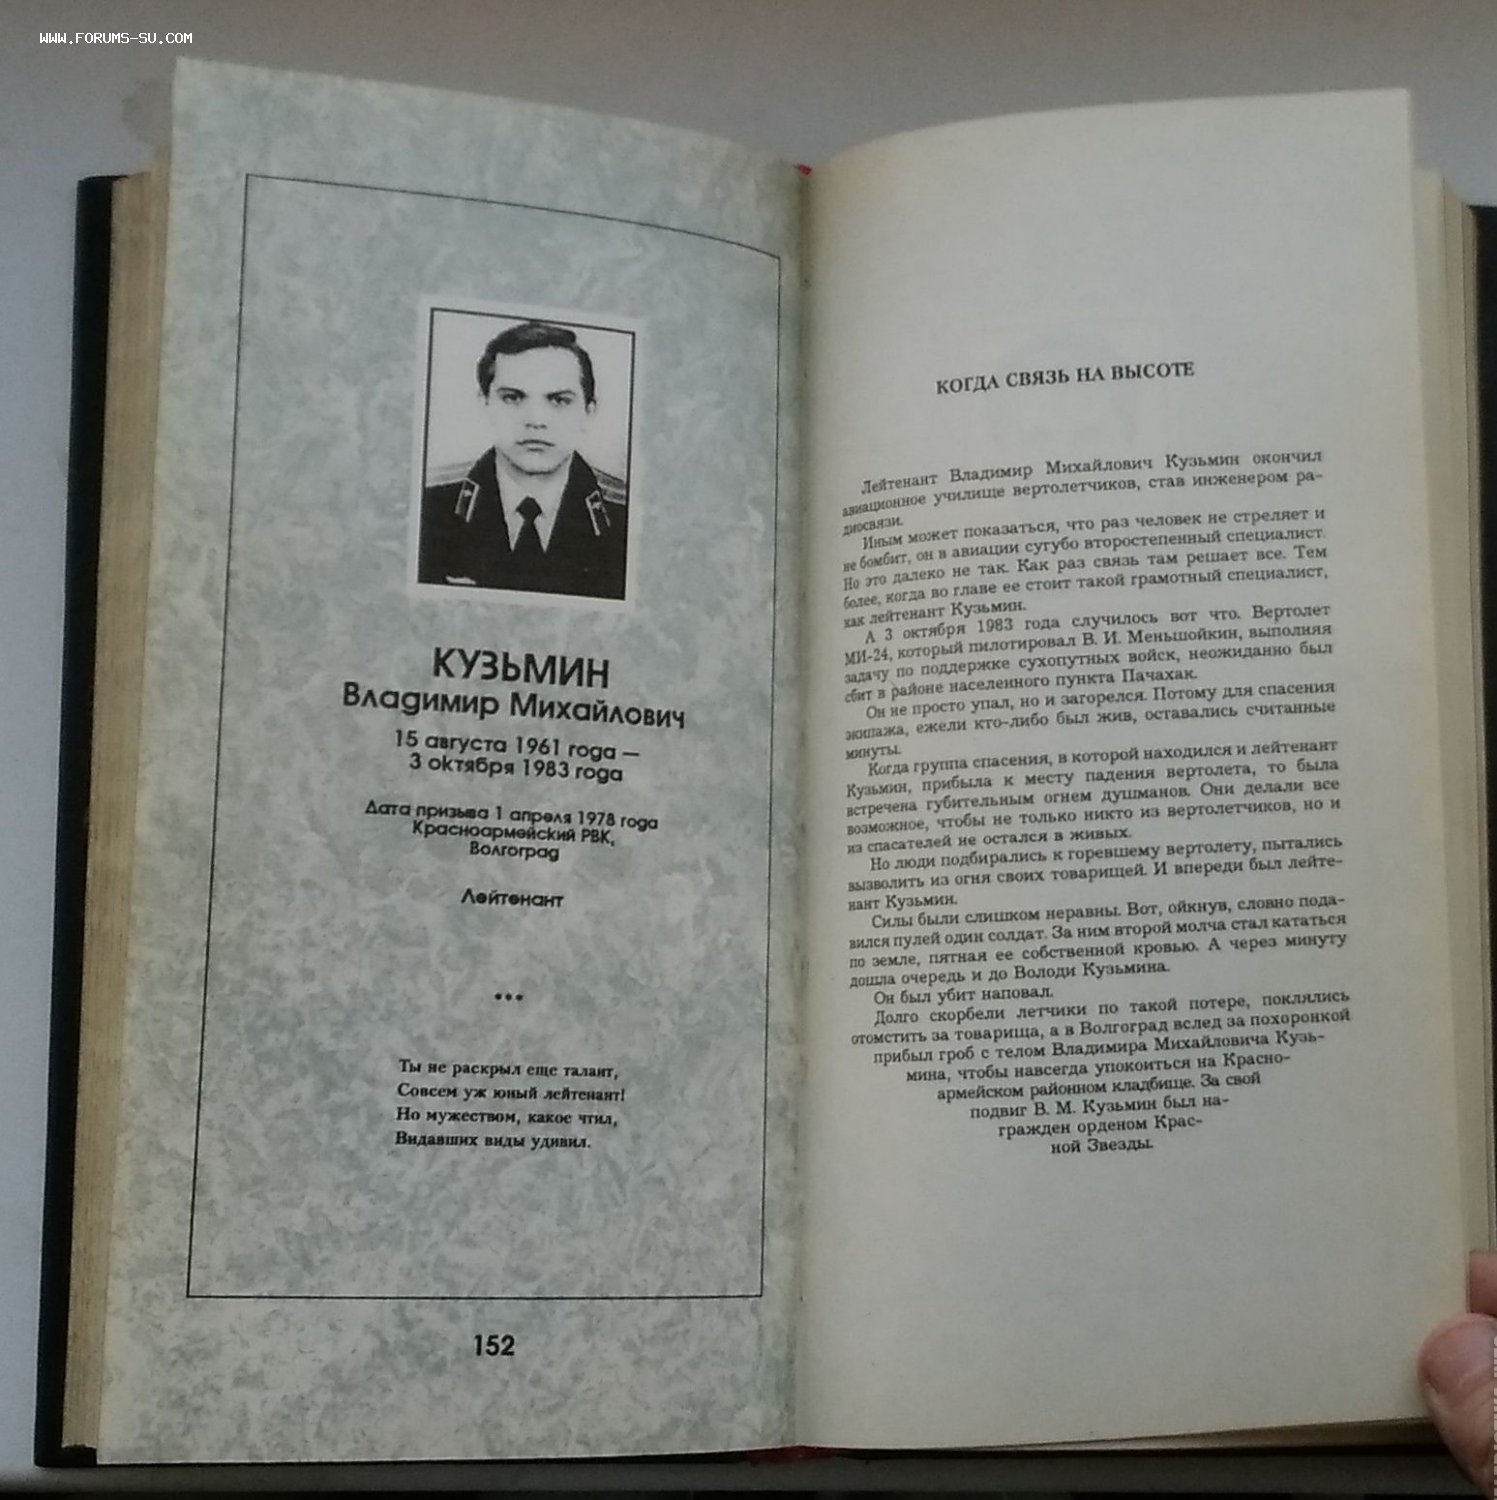 WWW.FORUMS-SU.COM
КУЗЬМИН
Владимир Михайлович
15 августа 1961 года —
3 октября 1983 года
Дата призыва 1 апреля 1978 года
Красноармейский РВК,
Волгоград
Лейтенант
***
Ты не раскрыл еще талант,
Совсем уж юный лейтенант!
Но мужеством, какое чтил,
Видавших виды удивил.
152
КОГДА СВЯЗЬ НА ВЫСОТЕ
Лейтенант Владимир Михайлович Кузьмин окончил
авиационное училище вертолетчиков, став инженером ра-
диосвязи.
Иным может показаться, что раз человек не стреляет и
не бомбит, он в авиации сугубо второстепенный специалист.
Но это далеко не так. Как раз связь там решает все. Тем
более, когда во главе ее стоит такой грамотный специалист,
как лейтенант Кузьмин.
А 3 октября 1983 года случилось вот что. Вертолет
МИ-24, который пилотировал В. И. Меньшойкин, выполняя
задачу по поддержке сухопутных войск, неожиданно был
сбит в районе населенного пункта Пачахак.
Он не просто упал, но и загорелся. Потому для спасения
экипажа, ежели кто-либо был жив, оставались считанные
минуты.
Когда группа спасения, в которой находился и лейтенант
Кузьмин, прибыла к месту падения вертолета, то была
встречена губительным огнем душманов. Они делали все
возможное, чтобы не только никто из вертолетчиков, но и
из спасателей не остался в живых.
Но люди подбирались к горевшему вертолету, пытались
вызволить из огня своих товарищей. И впереди был лейте-
нант Кузьмин.
Силы были слишком неравны. Вот, ойкнув, словно пода-
вился пулей один солдат. За ним второй молча стал кататься
по земле, пятная ее собственной кровью. А через минуту
дошла очередь и до Володи Кузьмина.
Он был убит наповал.
Долго скорбели летчики по такой потере, поклялись
отомстить за товарища, а в Волгоград вслед за похоронкой
прибыл гроб с телом Владимира Михайловича Кузь-
мина, чтобы навсегда упокоиться на Красно-
армейском районном кладбище. За свой
подвиг В. М. Кузьмин был на-
гражден орденом Крас-
ной Звезды.